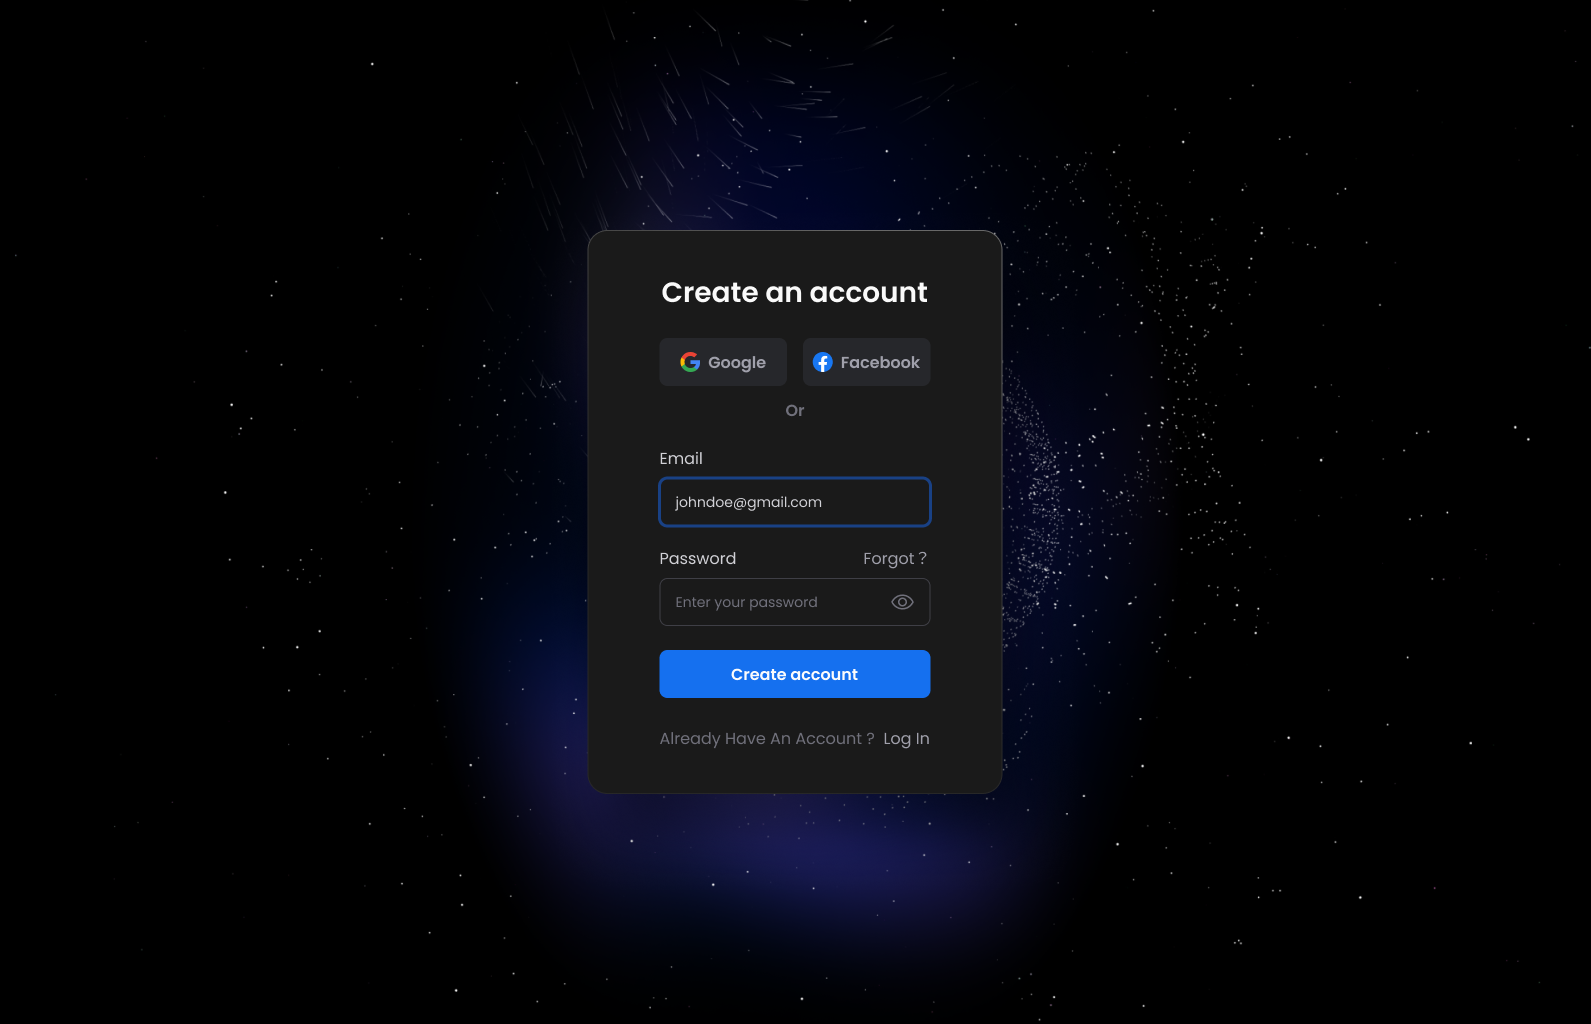 Create an account
Google Facebook
Or
Email
johndoe@gmail.com
Password Forgot ?
Enter your password
Create account
Already Have An Account ? Log In